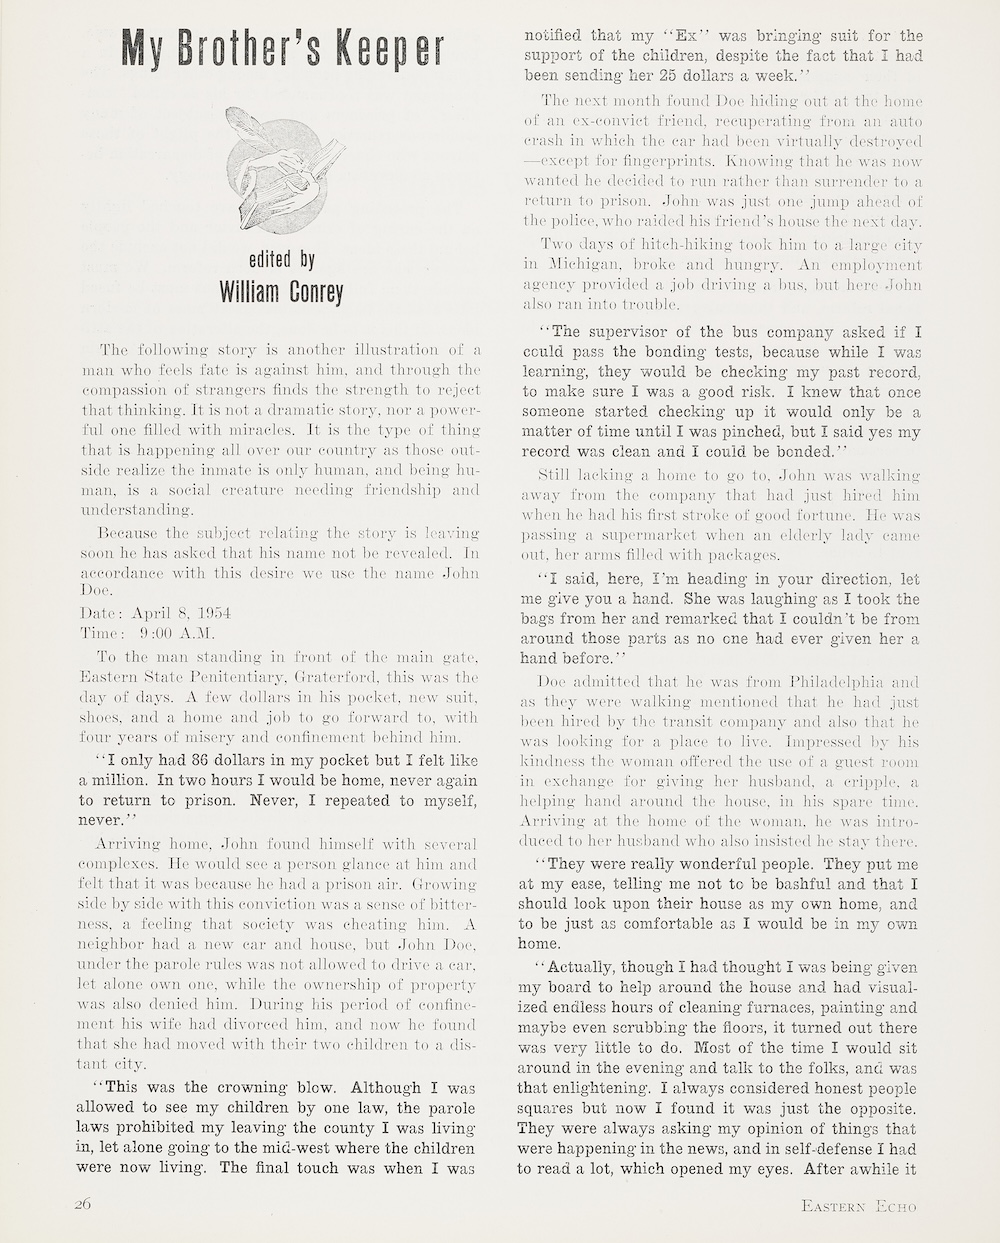 My Brother's Keeper
edited by
William Conrey
The following story is another illustration of a
man who feels fate is against him, and through the
compassion of strangers finds the strength to reject
that thinking. It is not a dramatic story, nor a power-
ful one filled with miracles. It is the type of thing
that is happening all over our country as those out-
side realize the inmate is only human, and being hu-
man, is a social creature needing friendship and
understanding.
Because the subject relating the story is leaving
soon he has asked that his name not be revealed. In
accordance with this desire we use the name John
Doe.
Date: April 8, 1954
Time: 9:00 A.M.
To the man standing in front of the main gate,
Eastern State Penitentiary, Graterford, this was the
day of days. A few dollars in his pocket, new suit,
shoes, and a home and job to go forward to, with
four years of misery and confinement behind him.
"I only had 86 dollars in my pocket but I felt like
a million. In two hours I would be home, never again
to return to prison. Never, I repeated to myself,
never."
Arriving home, John found himself with several
complexes. He would see a person glance at him and
felt that it was because he had a prison air. Growing
side by side with this conviction was a sense of bitter-
ness, a feeling that society was cheating him. A
neighbor had a new car and house, but John Doe,
under the parole rules was not allowed to drive a car,
let alone own one, while the ownership of property
was also denied him. During his period of confine-
ment his wife had divorced him, and now he found
that she had moved with their two children to a dis-
tant city.
"This was the crowning blow. Although I was
allowed to see my children by one law, the parole
laws prohibited my leaving the county I was living
in, let alone going to the mid-west where the children
were now living. The final touch was when I was
notified that my "Ex" was bringing suit for the
support of the children, despite the fact that I had
been sending her 25 dollars a week."
The next month found Doe hiding out at the home
of an ex-convict friend, recuperating from an auto
crash in which the car had been virtually destroyed
—except for fingerprints. Knowing that he was now
wanted he decided to run rather than surrender to a
return to prison. John was just one jump ahead of
the police, who raided his friend's house the next day.
Two days of hitch-hiking took him to a large city
in Michigan, broke and hungry. An employment
agency provided a job driving a bus, but here John
also ran into trouble.
"The supervisor of the bus company asked if I
could pass the bonding tests, because while I was
learning, they would be checking my past record,
to make sure I was a good risk. I knew that once
someone started checking up it would only be a
matter of time until I was pinched, but I said yes my
record was clean and I could be bonded."
Still lacking a home to go to, John was walking
away from the company that had just hired him
when he had his first stroke of good fortune. He was
passing a supermarket when an elderly lady came
out, her arms filled with packages.
"I said, here, I'm heading in your direction, let
me give you a hand. She was laughing as I took the
bags from her and remarked that I couldn't be from
around those parts as no one had ever given her a
hand before."
Doe admitted that he was from Philadelphia and
as they were walking mentioned that he had just
been hired by the transit company and also that he
was looking for a place to live. Impressed by his
kindness the woman offered the use of a guest room
in exchange for giving her husband, a cripple, a
helping hand around the house, in his spare time.
Arriving at the home of the woman, he was intro-
duced to her husband who also insisted he stay there.
"They were really wonderful people. They put me
at my ease, telling me not to be bashful and that I
should look upon their house as my own home, and
to be just as comfortable as I would be in my own
home.
"Actually, though I had thought I was being given
my board to help around the house and had visual-
ized endless hours of cleaning furnaces, painting and
maybe even scrubbing the floors, it turned out there
was very little to do. Most of the time I would sit
around in the evening and talk to the folks, and was
that enlightening. I always considered honest people
squares but now I found it was just the opposite.
They were always asking my opinion of things that
were happening in the news, and in self-defense I had
to read a lot, which opened my eyes. After awhile it
26
Eastern Echo